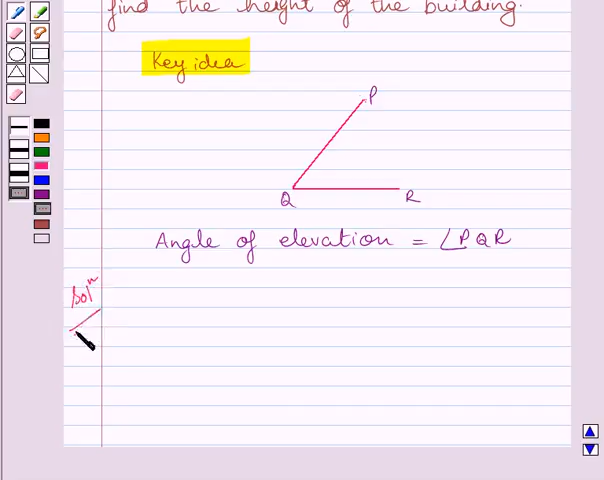 find the height of the building.
Key idea
P
Q
R
Angle of elevation = ∠PQR
Solⁿ